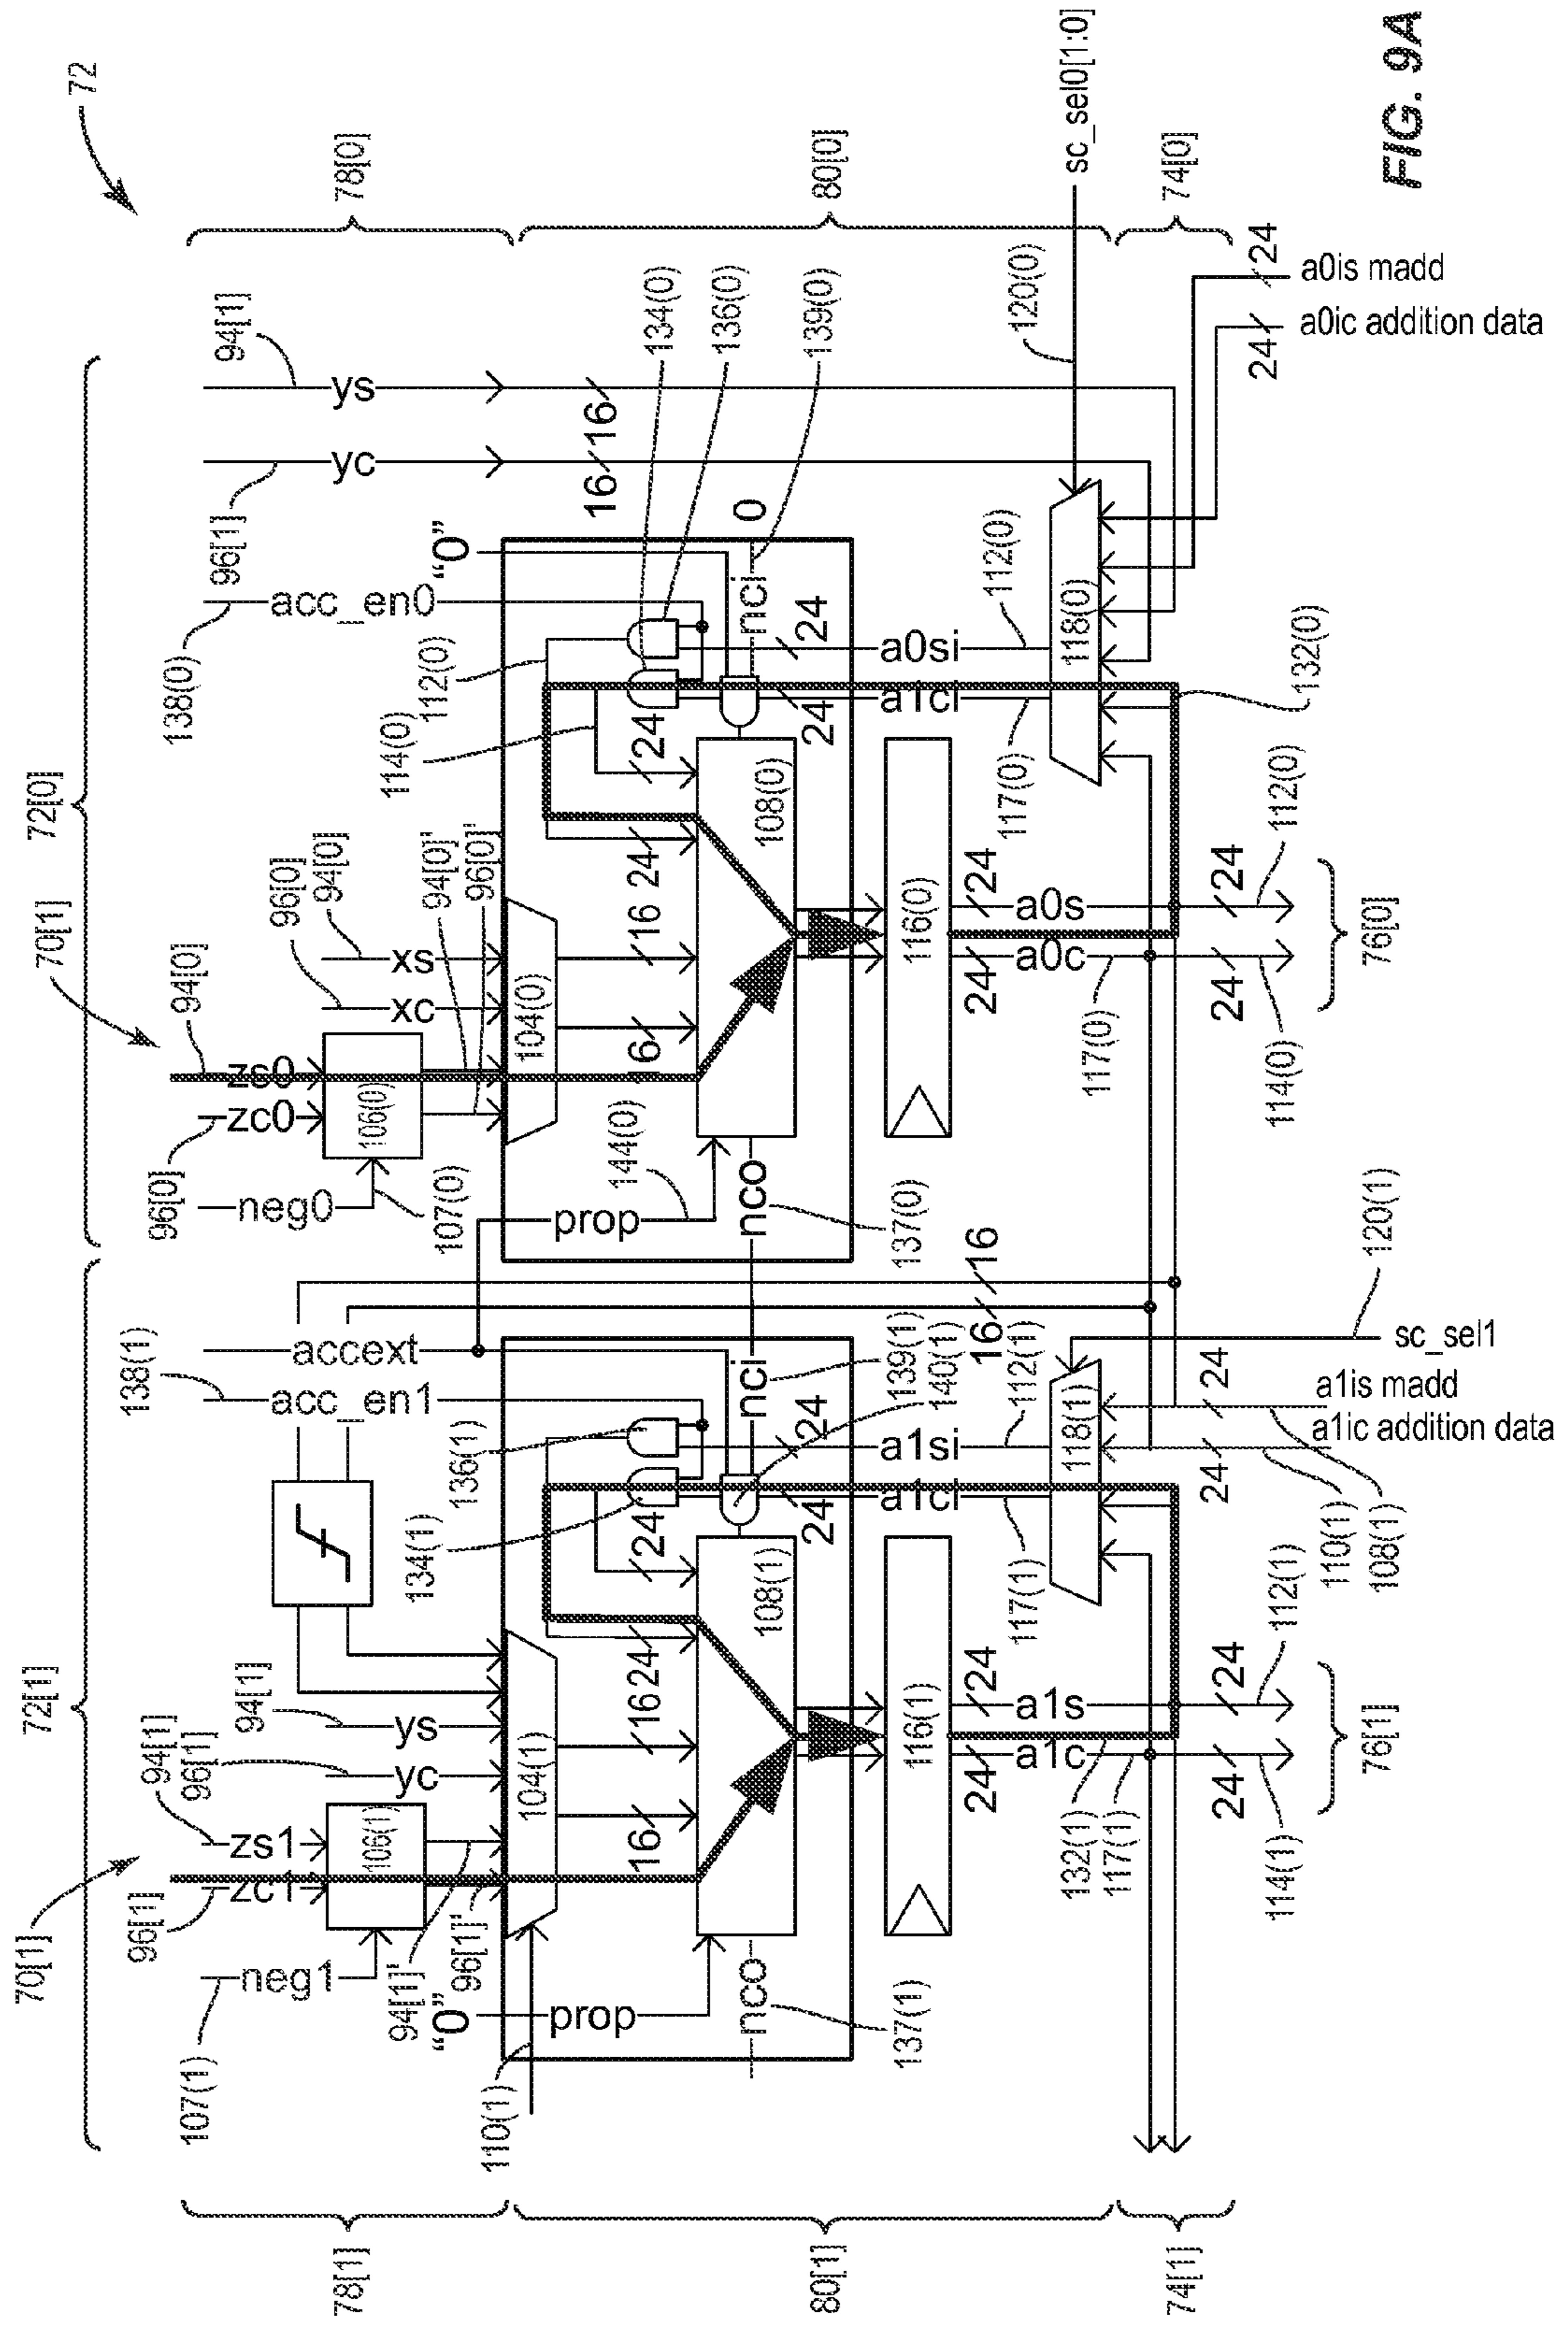 72
72[0]
72[1]
70[1]
70[1]
78[0]
80[0]
74[0]
78[1]
80[1]
74[1]
94[1]
ys
96[1]
yc
16
16
138(0)
acc_en0
"0"
134(0)
136(0)
139(0)
0
nci
112(0)
114(0)
24
24
24
24
a0si
a1ci
112(0)
117(0)
118(0)
120(0)
sc_sel0[1:0]
132(0)
a0is madd
24
a0ic addition data
24
94[0]
96[0]
xs
xc
94[0]'
96[0]'
94[0]
zs0
zc0
96[0]
106(0)
neg0
107(0)
104(0)
16
16
108(0)
prop
144(0)
nco
137(0)
116(0)
24
24
a0s
a0c
117(0)
24
24
112(0)
114(0)
76[0]
16
16
138(1)
accext
acc_en1
136(1)
134(1)
nci
139(1)
140(1)
112(1)
24
24
24
24
a1si
a1ci
117(1)
118(1)
120(1)
sc_sel1
24
24
a1is madd
a1ic addition data
110(1)
108(1)
94[1]
ys
yc
94[1]
96[1]
zs1
zc1
96[1]
106(1)
neg1
107(1)
94[1]'
96[1]'
104(1)
16
16
108(1)
"0"
prop
nco
137(1)
110(1)
116(1)
24
24
a1s
a1c
132(1)
117(1)
24
24
112(1)
114(1)
76[1]
FIG. 9A